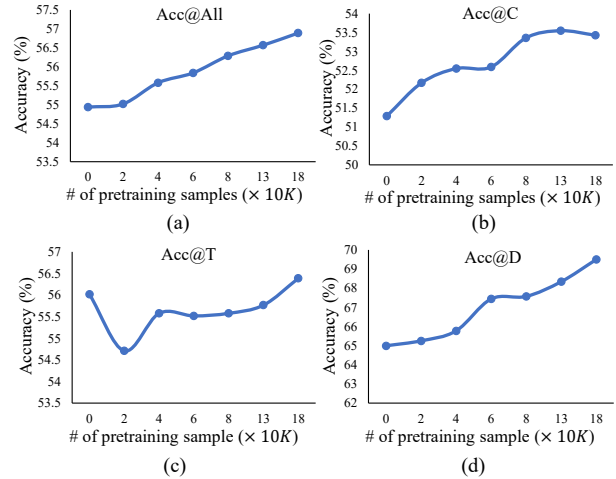 Acc@All
Accuracy (%)
57.5
57
56.5
56
55.5
55
54.5
54
53.5
0 2 4 6 8 13 18
# of pretraining samples (× 10K)
(a)
Acc@C
Accuracy (%)
54
53.5
53
52.5
52
51.5
51
50.5
50
0 2 4 6 8 13 18
# of pretraining samples (× 10K)
(b)
Acc@T
Accuracy (%)
57
56.5
56
55.5
55
54.5
54
53.5
0 2 4 6 8 13 18
# of pretraining sample (× 10K)
(c)
Acc@D
Accuracy (%)
70
69
68
67
66
65
64
63
62
0 2 4 6 8 13 18
# of pretraining samples (× 10K)
(d)